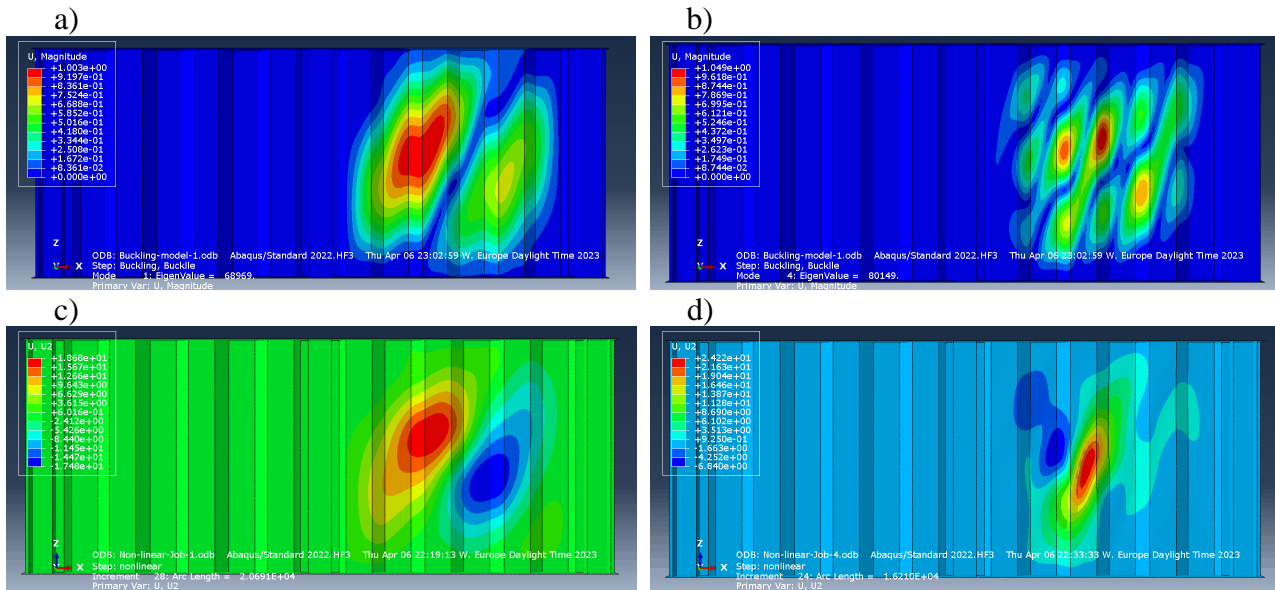 a)
U, Magnitude
+1.003e+00
+9.197e-01
+8.361e-01
+7.524e-01
+6.688e-01
+5.852e-01
+5.016e-01
+4.180e-01
+3.344e-01
+2.508e-01
+1.672e-01
+8.361e-02
+0.000e+00
Z
Y X
ODB: Buckling-model-1.odb Abaqus/Standard 2022.HF3 Thu Apr 06 23:02:59 W. Europe Daylight Time 2023
Step: Buckling, Bucklle
Mode 1: EigenValue = 68969.
Primary Var: U, Magnitude
b)
U, Magnitude
+1.049e+00
+9.618e-01
+8.744e-01
+7.869e-01
+6.995e-01
+6.121e-01
+5.246e-01
+4.372e-01
+3.497e-01
+2.623e-01
+1.749e-01
+8.744e-02
+0.000e+00
Z
Y X
ODB: Buckling-model-1.odb Abaqus/Standard 2022.HF3 Thu Apr 06 23:02:59 W. Europe Daylight Time 2023
Step: Buckling, Bucklle
Mode 4: EigenValue = 80149.
Primary Var: U, Magnitude
c)
U, U2
+1.868e+01
+1.567e+01
+1.266e+01
+9.643e+00
+6.629e+00
+3.615e+00
+6.016e-01
-2.412e+00
-5.426e+00
-8.440e+00
-1.145e+01
-1.447e+01
-1.748e+01
Z
Y X
ODB: Non-linear-Job-1.odb Abaqus/Standard 2022.HF3 Thu Apr 06 22:19:13 W. Europe Daylight Time 2023
Step: nonlinear
Increment 28: Arc Length = 2.0691E+04
Primary Var: U, U2
d)
U, U2
+2.422e+01
+2.163e+01
+1.904e+01
+1.646e+01
+1.387e+01
+1.128e+01
+8.690e+00
+6.102e+00
+3.513e+00
+9.250e-01
-1.663e+00
-4.252e+00
-6.840e+00
Z
Y X
ODB: Non-linear-Job-4.odb Abaqus/Standard 2022.HF3 Thu Apr 06 22:33:33 W. Europe Daylight Time 2023
Step: nonlinear
Increment 24: Arc Length = 1.6210E+04
Primary Var: U, U2